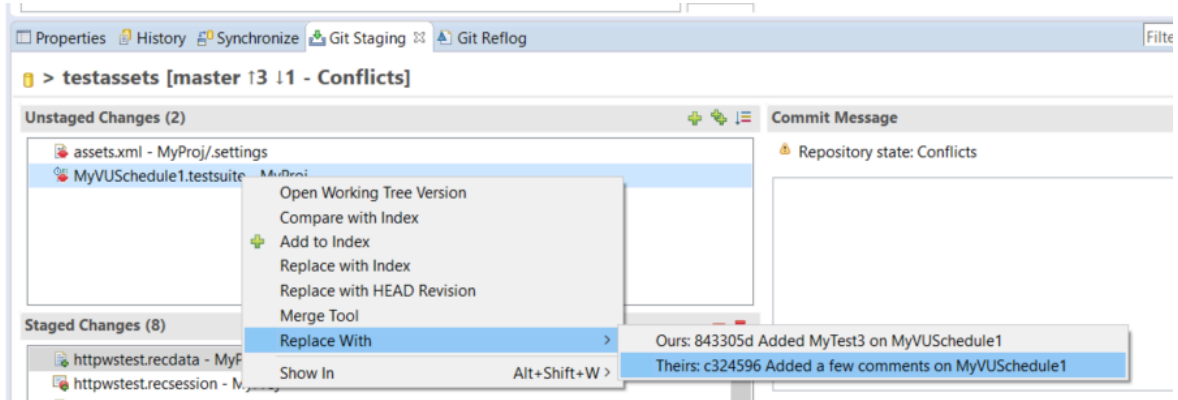 Properties History Synchronize Git Staging Git Reflog
> testassets [master ↑3 ↓1 - Conflicts]
Unstaged Changes (2)
Commit Message
assets.xml - MyProj/.settings
Repository state: Conflicts
MyVUSchedule1.testsuite - MyProj
Open Working Tree Version
Compare with Index
Add to Index
Replace with Index
Replace with HEAD Revision
Merge Tool
Staged Changes (8)
Replace With >
Ours: 843305d Added MyTest3 on MyVUSchedule1
httpwstest.recdata - MyP
Theirs: c324596 Added a few comments on MyVUSchedule1
Show In Alt+Shift+W >
httpwstest.recsession -